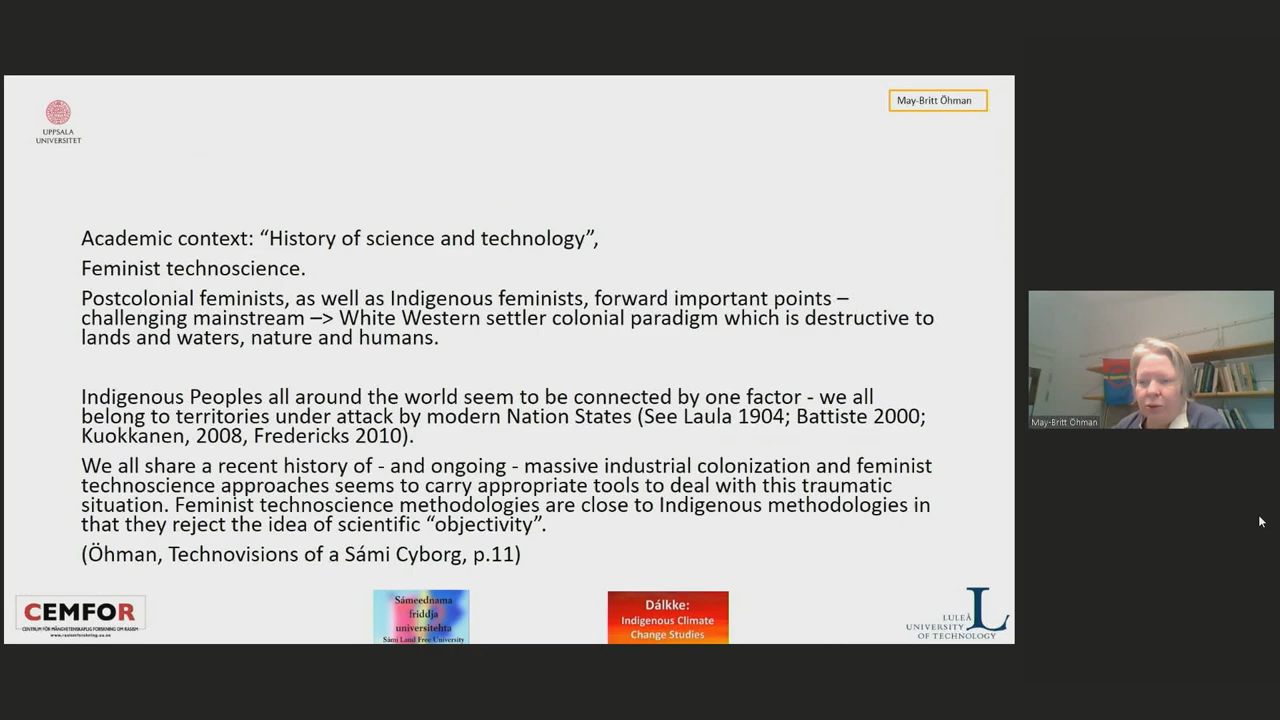 UPPSALA
UNIVERSITET
May-Britt Öhman
Academic context: “History of science and technology”,
Feminist technoscience.
Postcolonial feminists, as well as Indigenous feminists, forward important points –
challenging mainstream –> White Western settler colonial paradigm which is destructive to
lands and waters, nature and humans.
Indigenous Peoples all around the world seem to be connected by one factor - we all
belong to territories under attack by modern Nation States (See Laula 1904; Battiste 2000;
Kuokkanen, 2008, Fredericks 2010).
We all share a recent history of - and ongoing - massive industrial colonization and feminist
technoscience approaches seems to carry appropriate tools to deal with this traumatic
situation. Feminist technoscience methodologies are close to Indigenous methodologies in
that they reject the idea of scientific “objectivity”.
(Öhman, Technovisions of a Sámi Cyborg, p.11)
CEMFOR
CENTRUM FÖR MÅNGVETENSKAPLIG FORSKNING OM RASISM
www.rasismforskning.uu.se
Sámeednama
friddja
universitehta
Sámi Land Free University
Dálkke:
Indigenous Climate
Change Studies
LULEÅ
UNIVERSITY
OF TECHNOLOGY
May-Britt Öhman